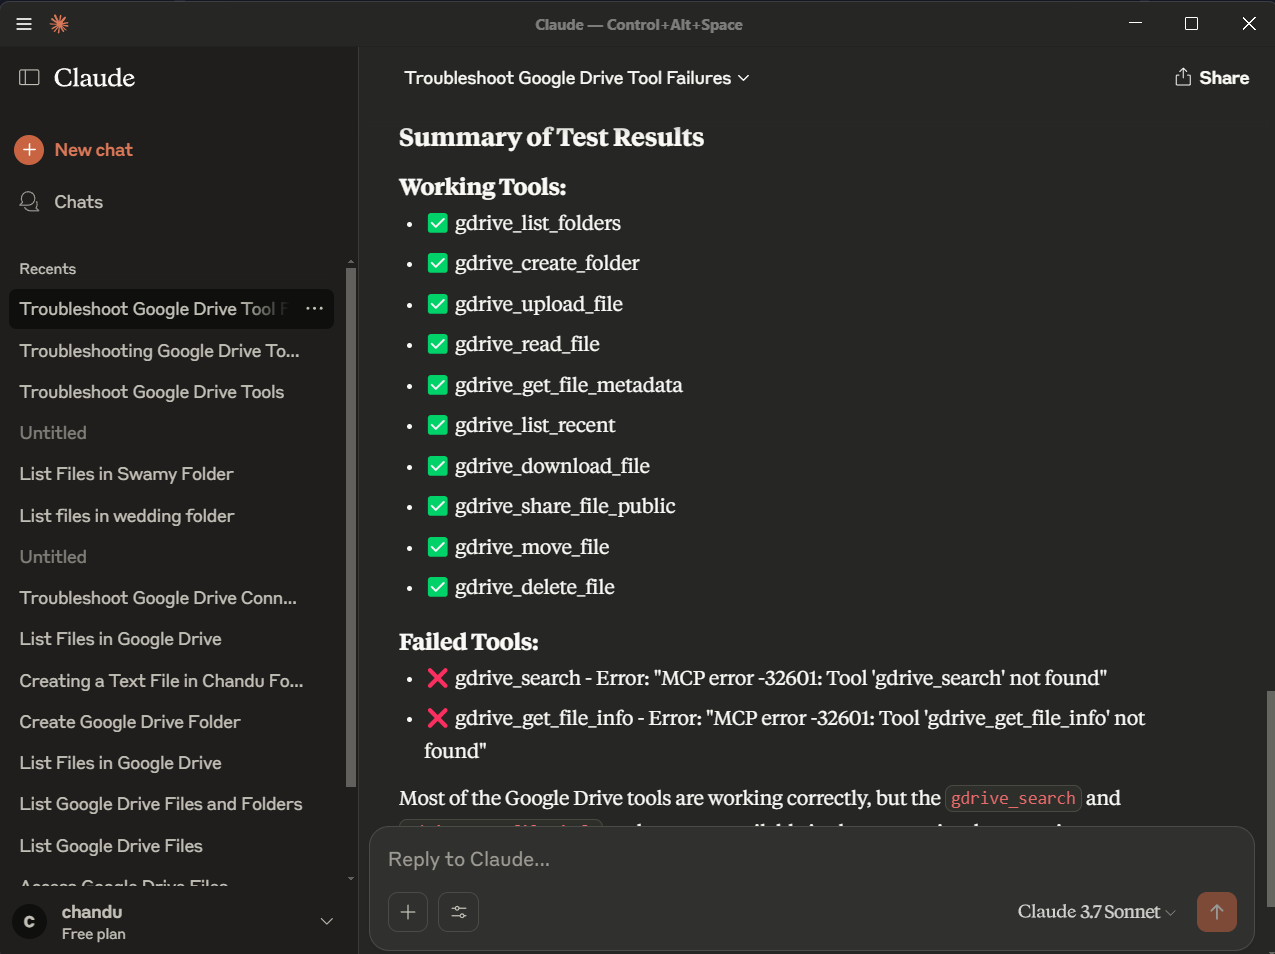 Claude — Control+Alt+Space
Claude
New chat
Chats
Recents
Troubleshoot Google Drive Tool F
Troubleshooting Google Drive To...
Troubleshoot Google Drive Tools
Untitled
List Files in Swamy Folder
List files in wedding folder
Untitled
Troubleshoot Google Drive Conn...
List Files in Google Drive
Creating a Text File in Chandu Fo...
Create Google Drive Folder
List Files in Google Drive
List Google Drive Files and Folders
List Google Drive Files
Access Google Drive Files
C
chandu
Free plan
Troubleshoot Google Drive Tool Failures
Share
Summary of Test Results
Working Tools:
• ✅ gdrive_list_folders
• ✅ gdrive_create_folder
• ✅ gdrive_upload_file
• ✅ gdrive_read_file
• ✅ gdrive_get_file_metadata
• ✅ gdrive_list_recent
• ✅ gdrive_download_file
• ✅ gdrive_share_file_public
• ✅ gdrive_move_file
• ✅ gdrive_delete_file
Failed Tools:
• ❌ gdrive_search - Error: "MCP error -32601: Tool 'gdrive_search' not found"
• ❌ gdrive_get_file_info - Error: "MCP error -32601: Tool 'gdrive_get_file_info' not
found"
Most of the Google Drive tools are working correctly, but the gdrive_search and
Reply to Claude...
Claude 3.7 Sonnet